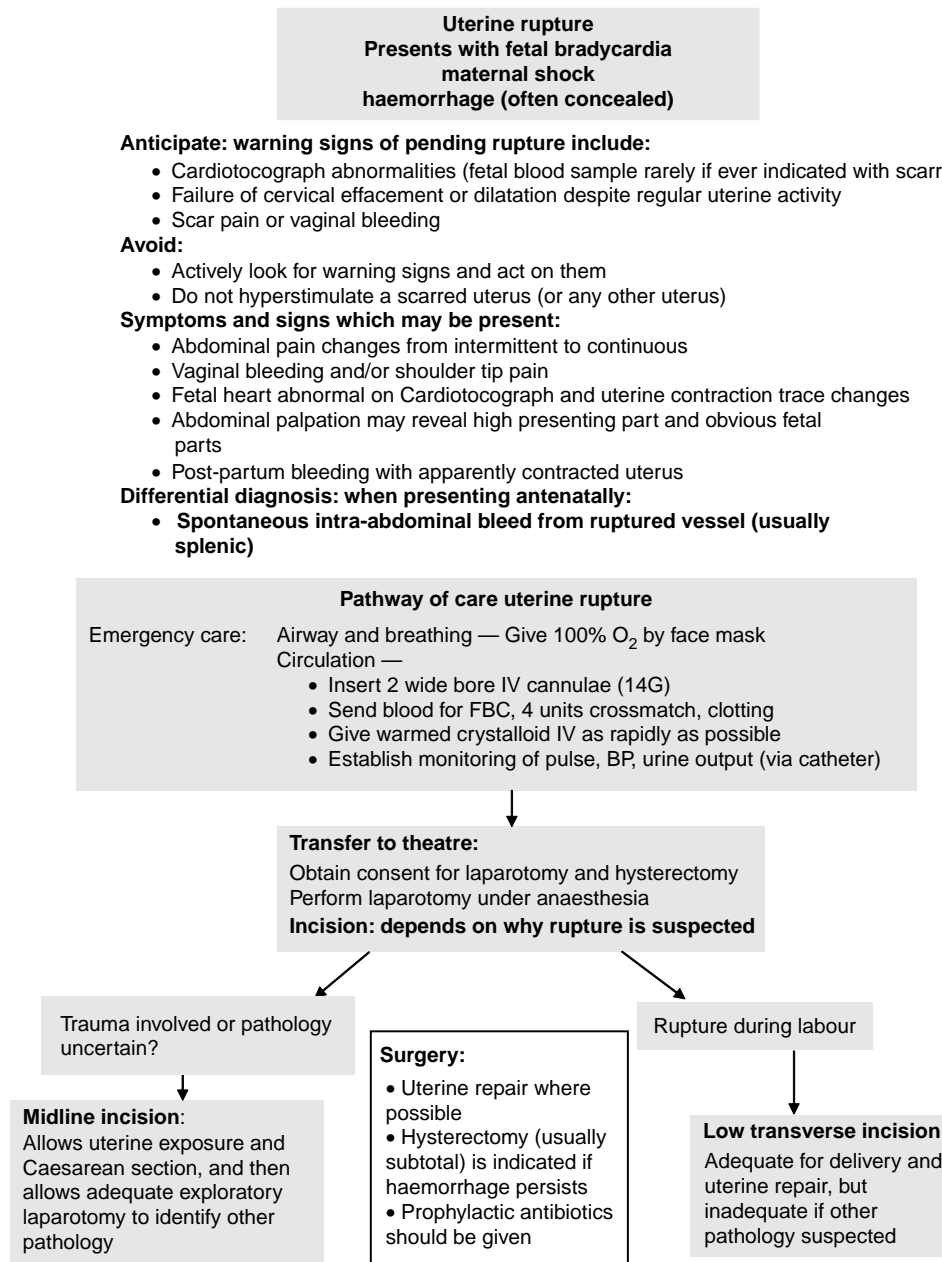 Uterine rupture
Presents with fetal bradycardia
maternal shock
haemorrhage (often concealed)
Anticipate: warning signs of pending rupture include:
• Cardiotocograph abnormalities (fetal blood sample rarely if ever indicated with scarr
• Failure of cervical effacement or dilatation despite regular uterine activity
• Scar pain or vaginal bleeding
Avoid:
• Actively look for warning signs and act on them
• Do not hyperstimulate a scarred uterus (or any other uterus)
Symptoms and signs which may be present:
• Abdominal pain changes from intermittent to continuous
• Vaginal bleeding and/or shoulder tip pain
• Fetal heart abnormal on Cardiotocograph and uterine contraction trace changes
• Abdominal palpation may reveal high presenting part and obvious fetal
parts
• Post-partum bleeding with apparently contracted uterus
Differential diagnosis: when presenting antenatally:
• Spontaneous intra-abdominal bleed from ruptured vessel (usually
splenic)
Pathway of care uterine rupture
Emergency care: Airway and breathing — Give 100% O2 by face mask
Circulation —
• Insert 2 wide bore IV cannulae (14G)
• Send blood for FBC, 4 units crossmatch, clotting
• Give warmed crystalloid IV as rapidly as possible
• Establish monitoring of pulse, BP, urine output (via catheter)
Transfer to theatre:
Obtain consent for laparotomy and hysterectomy
Perform laparotomy under anaesthesia
Incision: depends on why rupture is suspected
Trauma involved or pathology
uncertain?
Midline incision:
Allows uterine exposure and
Caesarean section, and then
allows adequate exploratory
laparotomy to identify other
pathology
Surgery:
• Uterine repair where
possible
• Hysterectomy (usually
subtotal) is indicated if
haemorrhage persists
• Prophylactic antibiotics
should be given
Rupture during labour
Low transverse incision
Adequate for delivery and
uterine repair, but
inadequate if other
pathology suspected